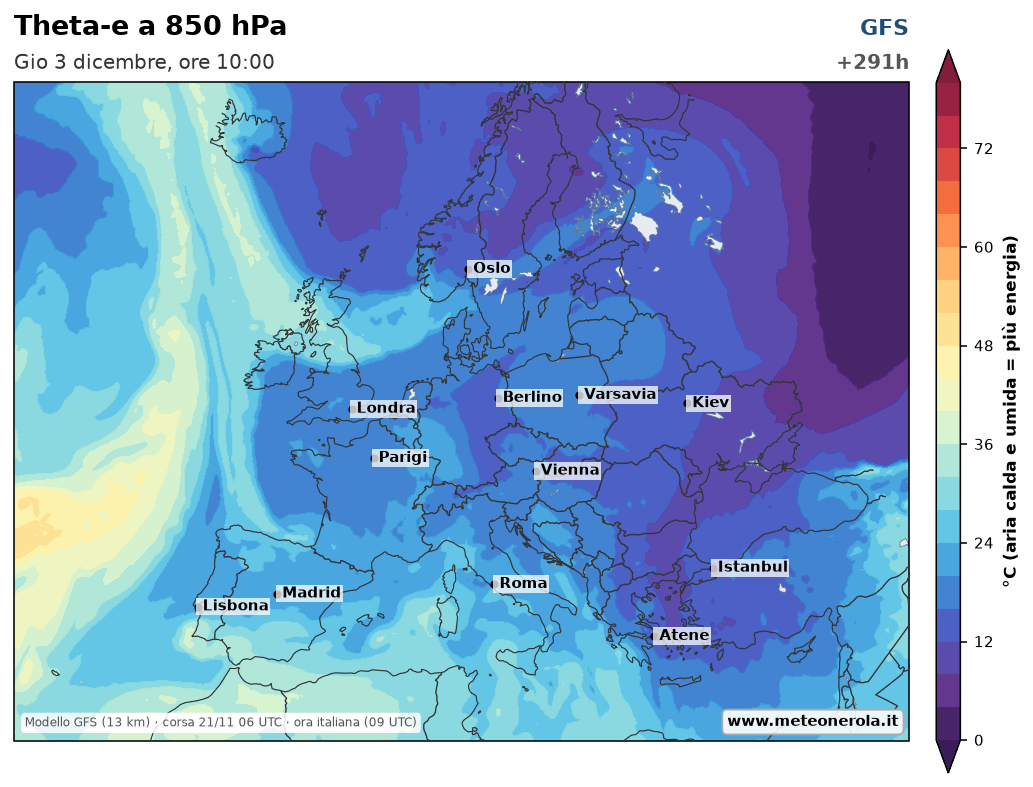 Theta-e a 850 hPa
GFS
Gio 3 dicembre, ore 10:00
+291h
Oslo
Londra
Berlino
Varsavia
Kiev
Parigi
Vienna
Madrid
Lisbona
Roma
Istanbul
Atene
Modello GFS (13 km) · corsa 21/11 06 UTC · ora italiana (09 UTC)
www.meteonerola.it
72
60
48
36
24
12
0
°C (aria calda e umida = più energia)